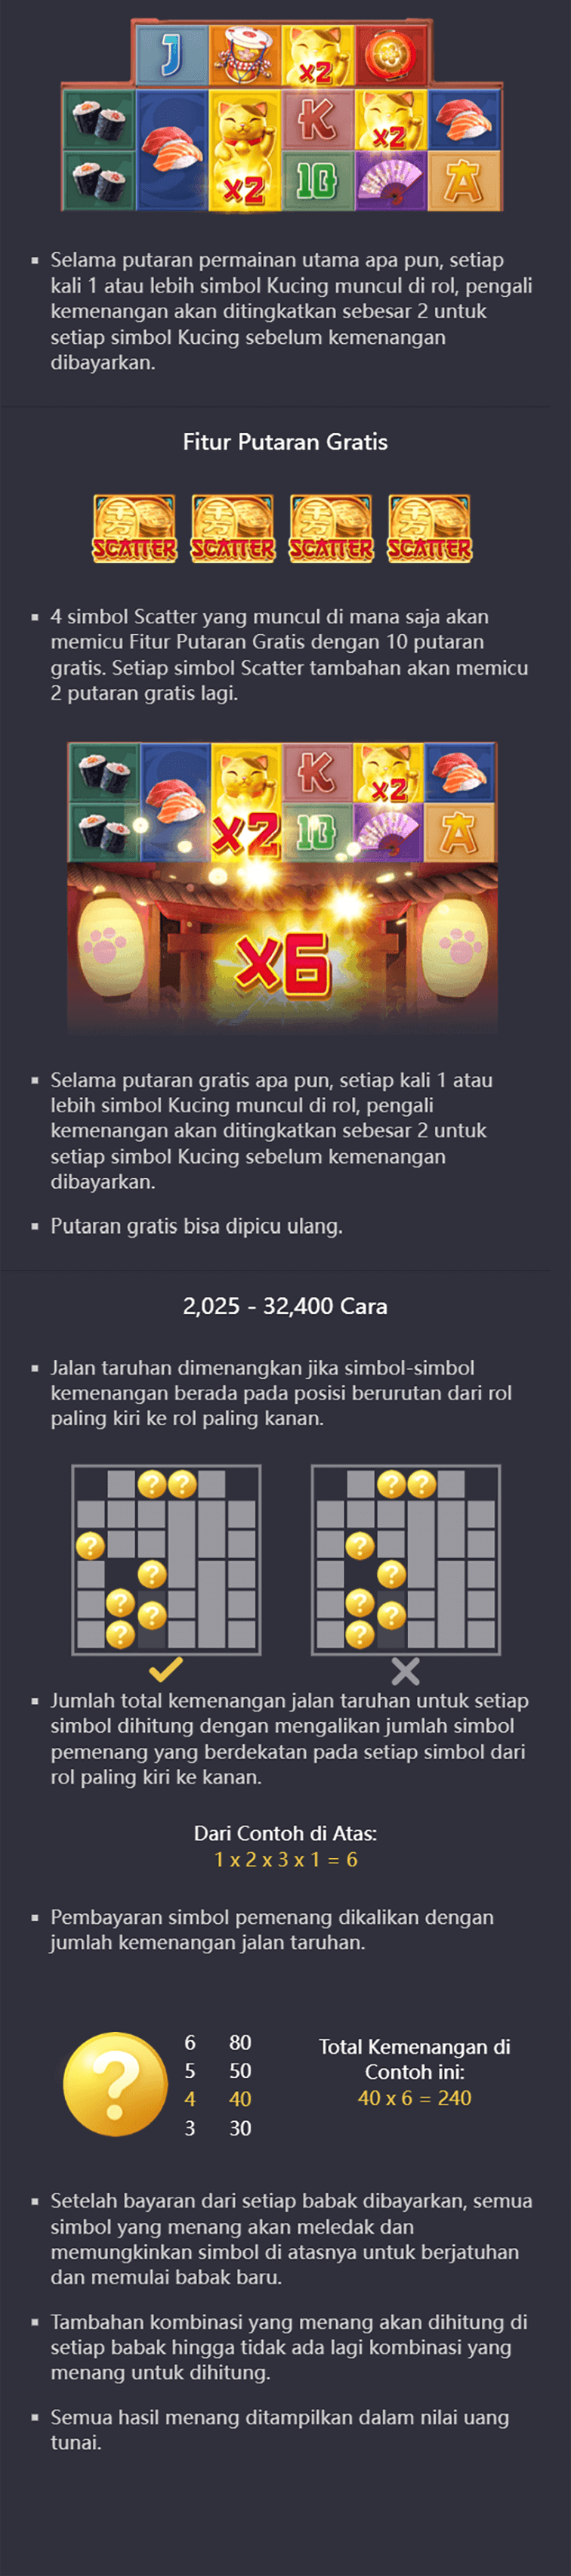 J
x2
K
x2
x2
10
A
Selama putaran permainan utama apa pun, setiap
kali 1 atau lebih simbol Kucing muncul di rol, pengali
kemenangan akan ditingkatkan sebesar 2 untuk
setiap simbol Kucing sebelum kemenangan
dibayarkan.
Fitur Putaran Gratis
SCATTER SCATTER SCATTER SCATTER
4 simbol Scatter yang muncul di mana saja akan
memicu Fitur Putaran Gratis dengan 10 putaran
gratis. Setiap simbol Scatter tambahan akan memicu
2 putaran gratis lagi.
K
x2
x2
10
A
x6
Selama putaran gratis apa pun, setiap kali 1 atau
lebih simbol Kucing muncul di rol, pengali
kemenangan akan ditingkatkan sebesar 2 untuk
setiap simbol Kucing sebelum kemenangan
dibayarkan.
Putaran gratis bisa dipicu ulang.
2,025 - 32,400 Cara
Jalan taruhan dimenangkan jika simbol-simbol
kemenangan berada pada posisi berurutan dari rol
paling kiri ke rol paling kanan.
? ? ? ?
? ?
? ?
? ?
? ?
? ?
Jumlah total kemenangan jalan taruhan untuk setiap
simbol dihitung dengan mengalikan jumlah simbol
pemenang yang berdekatan pada setiap simbol dari
rol paling kiri ke kanan.
Dari Contoh di Atas:
1 x 2 x 3 x 1 = 6
Pembayaran simbol pemenang dikalikan dengan
jumlah kemenangan jalan taruhan.
?
6 80
5 50
4 40
3 30
Total Kemenangan di
Contoh ini:
40 x 6 = 240
Setelah bayaran dari setiap babak dibayarkan, semua
simbol yang menang akan meledak dan
memungkinkan simbol di atasnya untuk berjatuhan
dan memulai babak baru.
Tambahan kombinasi yang menang akan dihitung di
setiap babak hingga tidak ada lagi kombinasi yang
menang untuk dihitung.
Semua hasil menang ditampilkan dalam nilai uang
tunai.